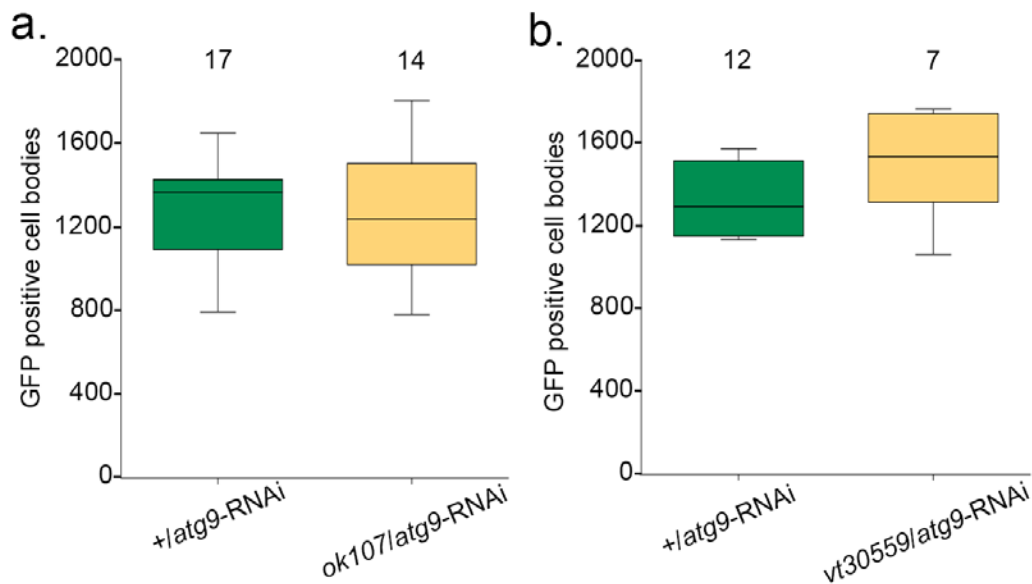 a.
GFP positive cell bodies
2000
1600
1200
800
400
0
17
14
+/atg9-RNAi
ok107/atg9-RNAi
b.
GFP positive cell bodies
2000
1600
1200
800
400
0
12
7
+/atg9-RNAi
vt30559/atg9-RNAi